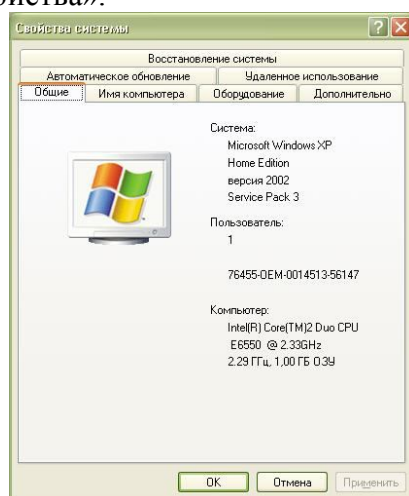 йства».
Свойства системы
Восстановление системы
Автоматическое обновление
Удаленное использование
Общие
Имя компьютера
Оборудование
Дополнительно
Система:
Microsoft Windows XP
Home Edition
версия 2002
Service Pack 3
Пользователь:
1
76455-OEM-0014513-56147
Компьютер:
Intel(R) Core(TM)2 Duo CPU
E6550 @ 2.33GHz
2.29 ГГц, 1,00 ГБ ОЗУ
OK
Отмена
Применить